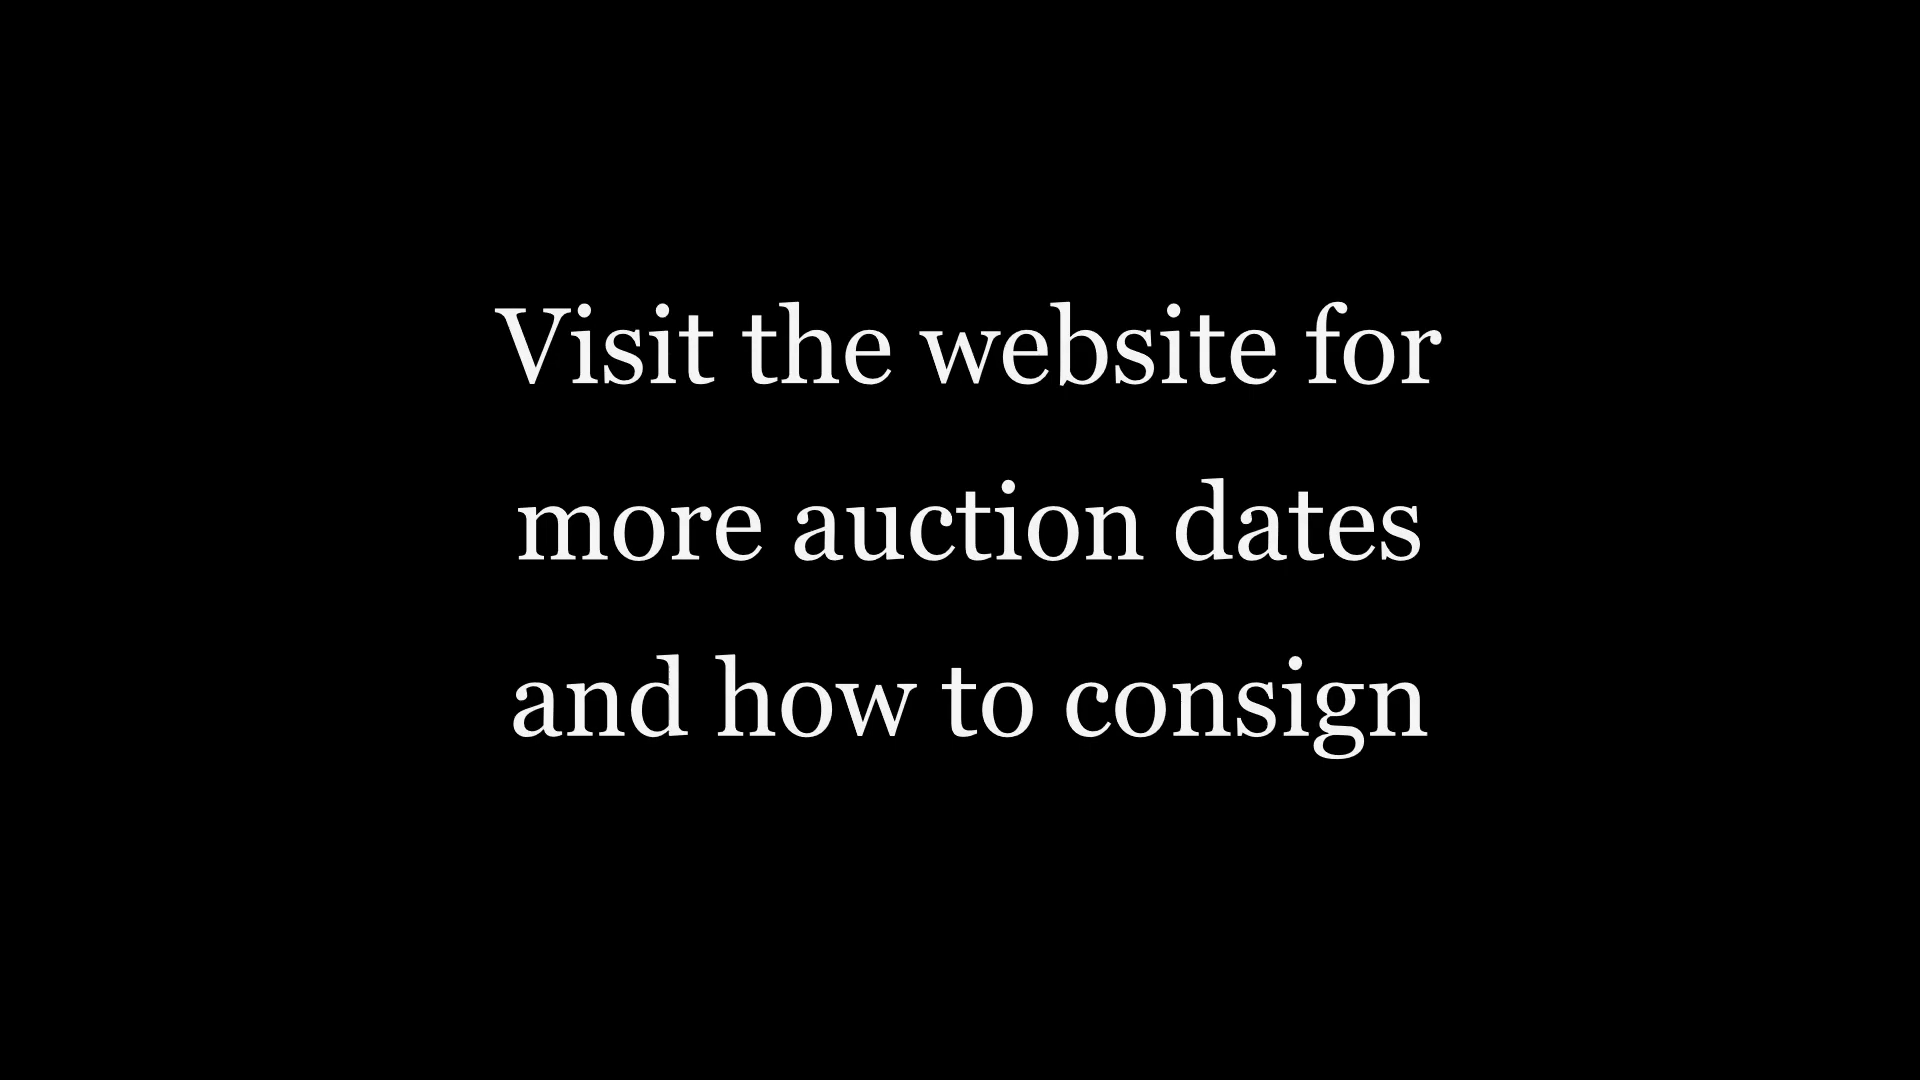 Visit the website for
more auction dates
and how to consign